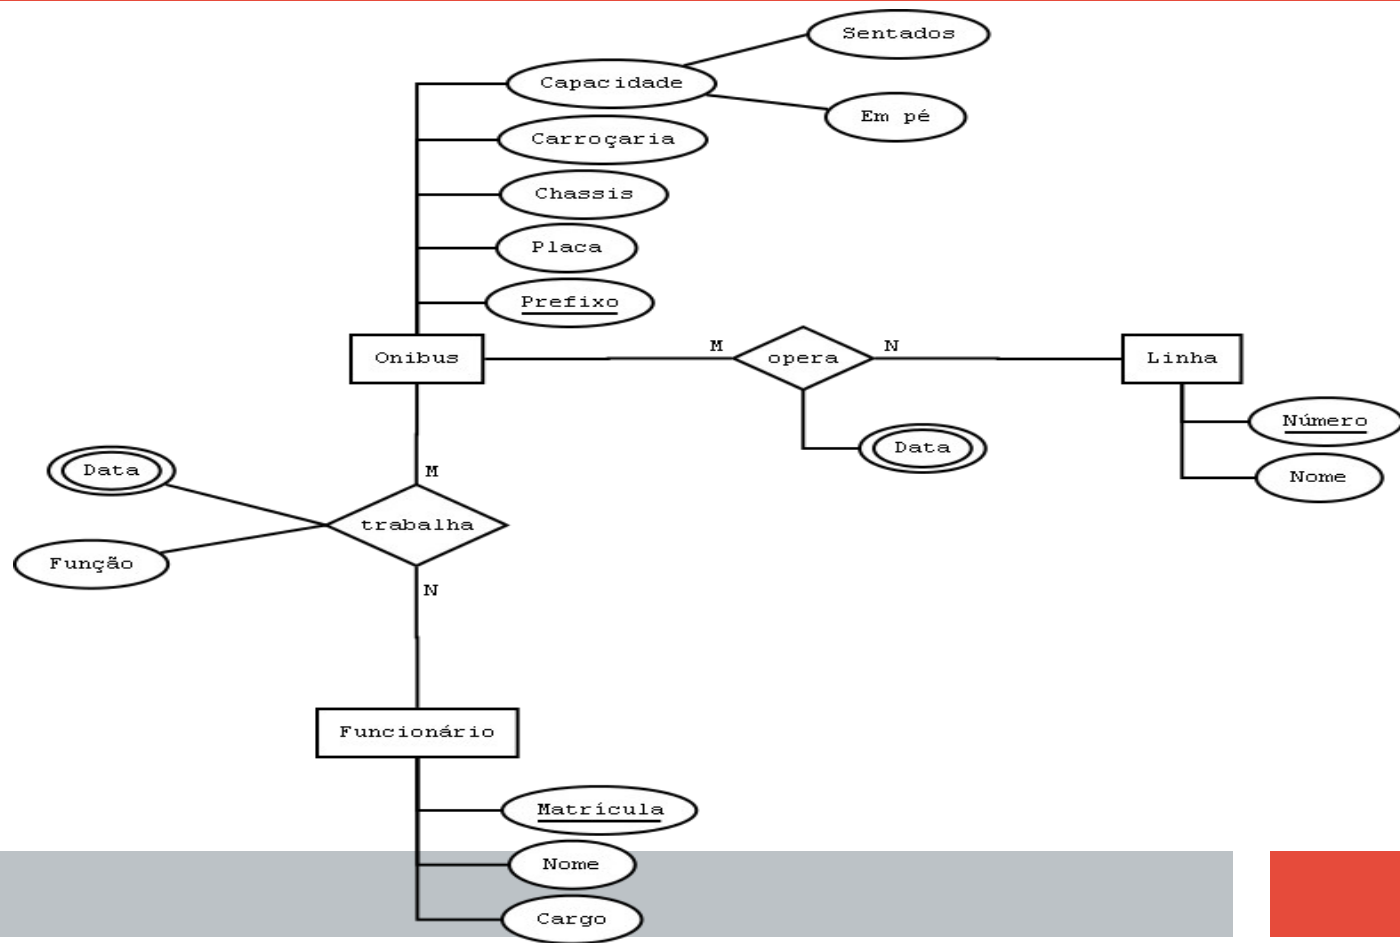 Sentados
Capacidade
Em pé
Carroçaria
Chassis
Placa
Prefixo
Onibus
M
opera
N
Linha
Número
Data
Nome
Data
M
trabalha
Função
N
Funcionário
Matrícula
Nome
Cargo